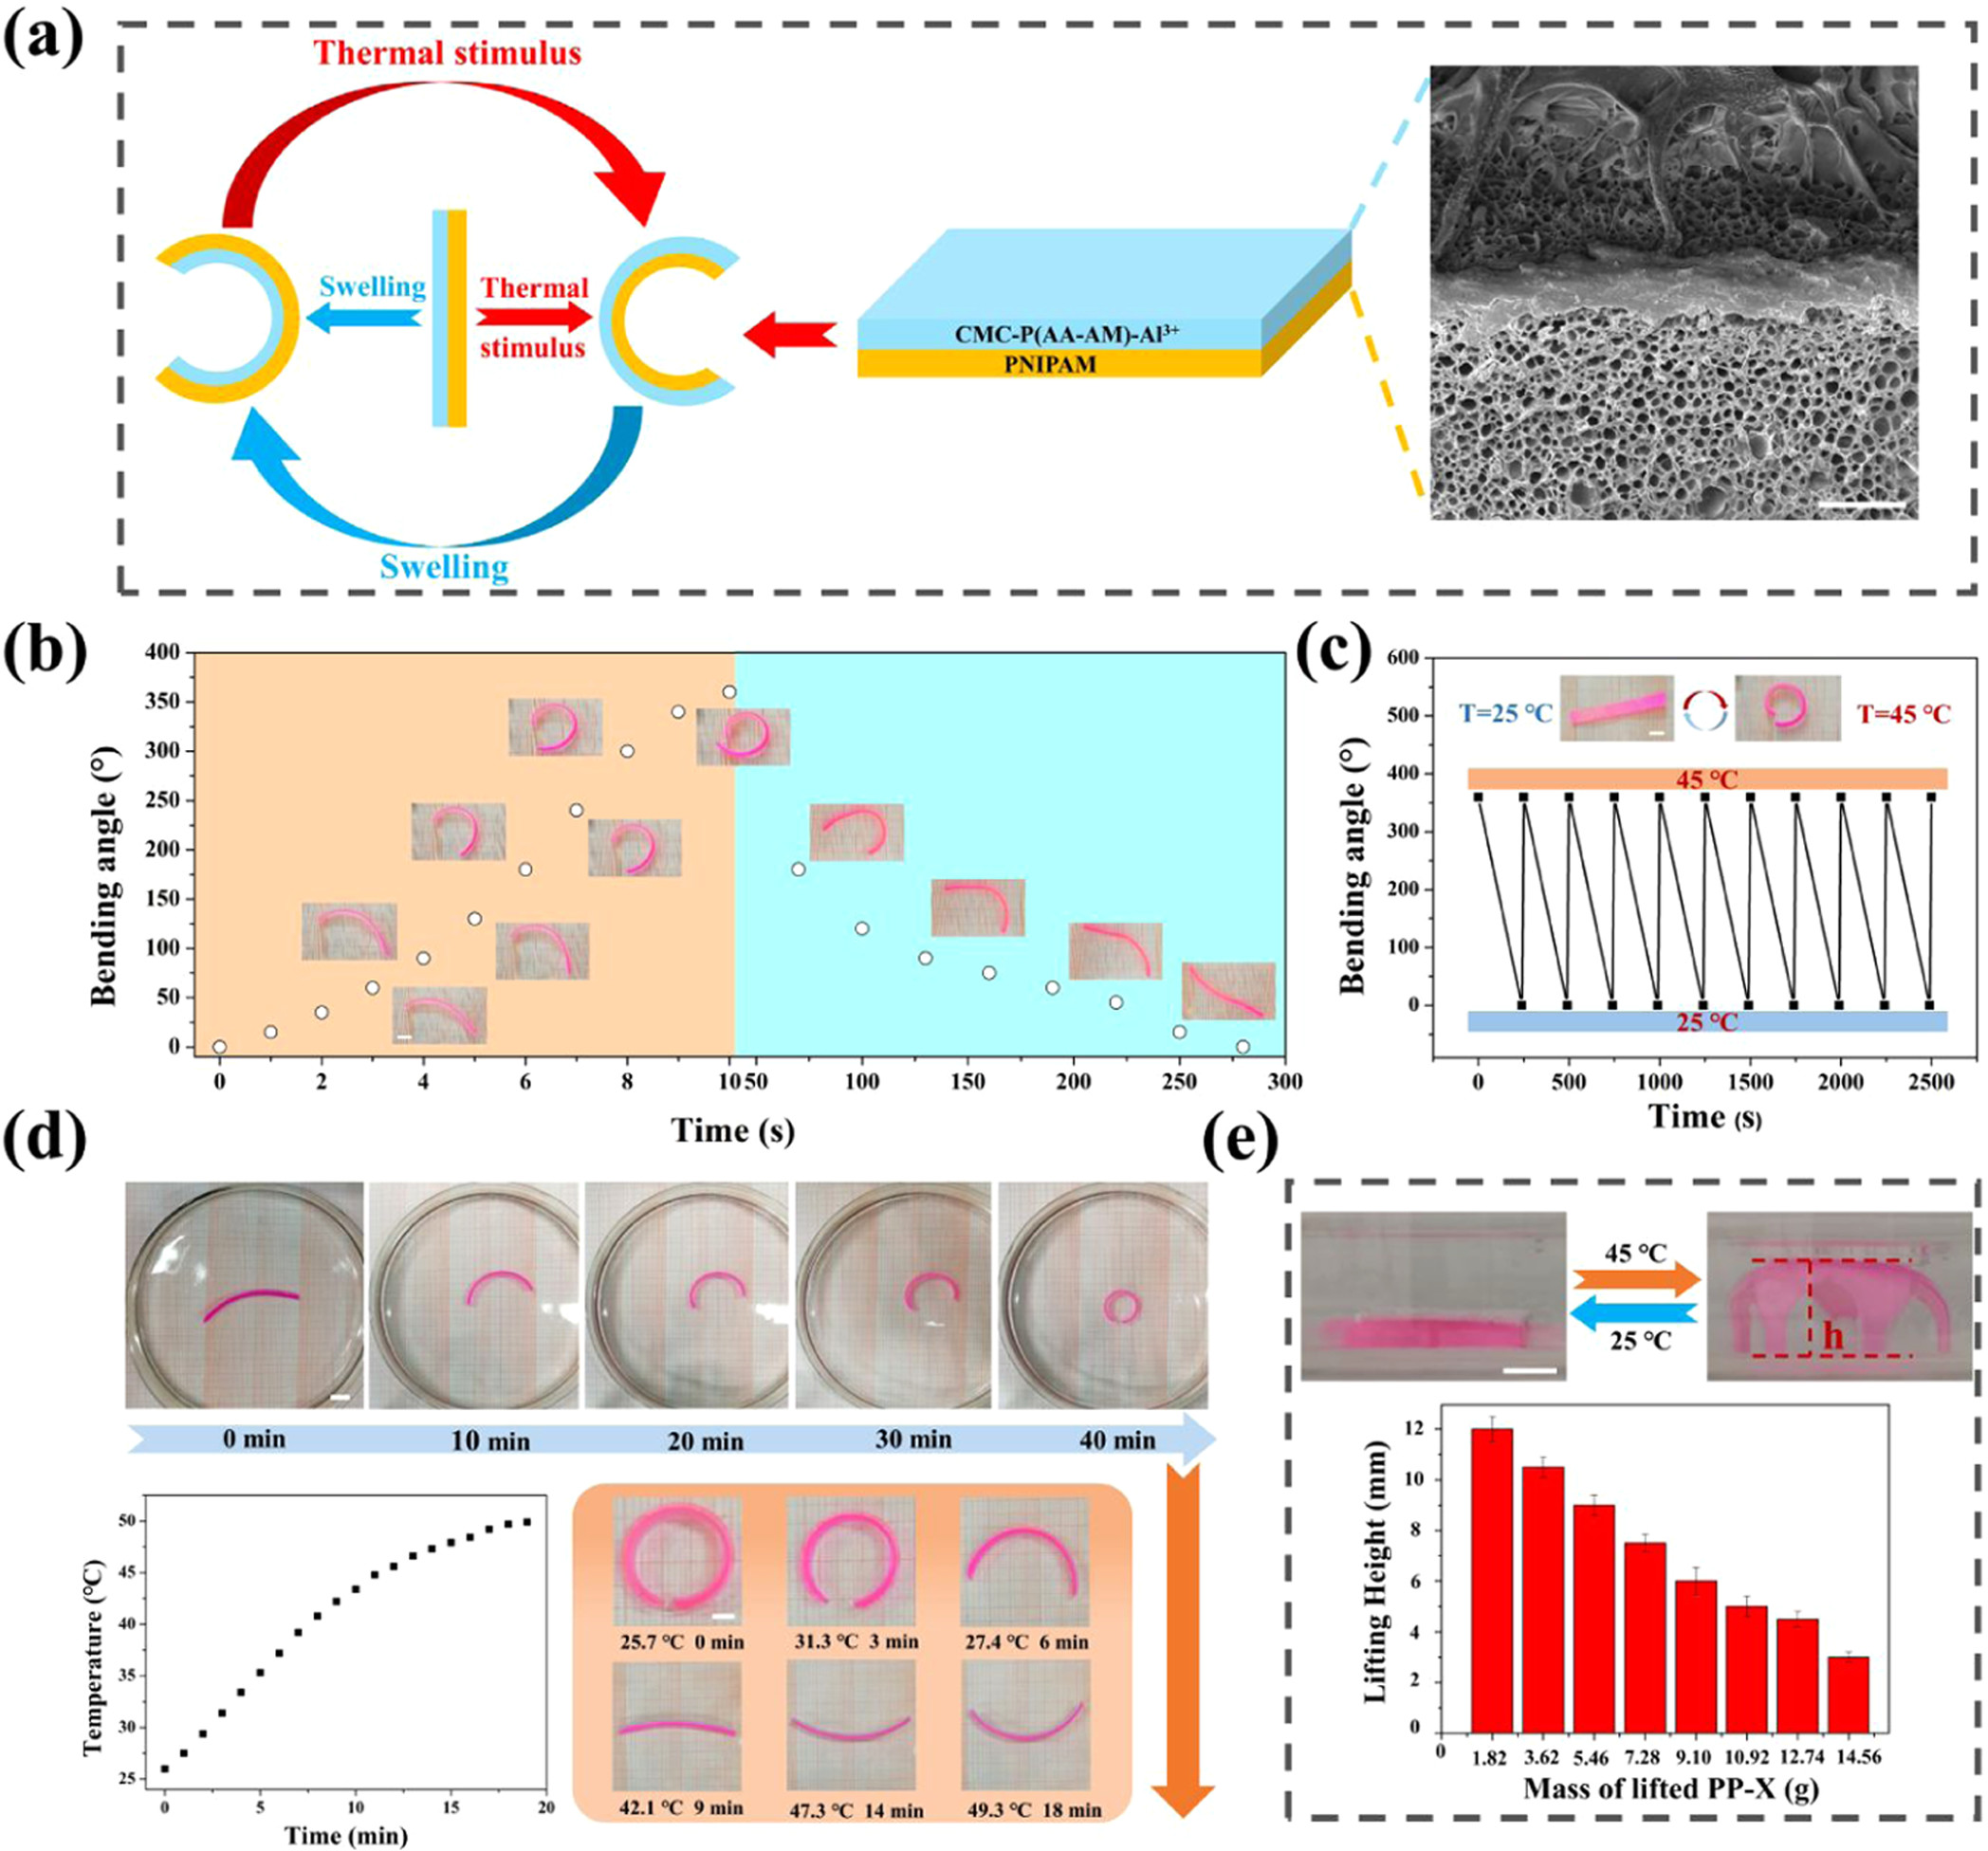 (a)
Thermal stimulus
Swelling
Thermal
stimulus
Swelling
CMC-P(AA-AM)-Al³⁺
PNIPAM
(b)
400
350
300
250
200
150
100
50
0
Bending angle (°)
0 2 4 6 8 10 50 100 150 200 250 300
Time (s)
(c)
600
500
400
300
200
100
0
Bending angle (°)
T=25 °C
T=45 °C
45 °C
25 °C
0 500 1000 1500 2000 2500
Time (s)
(d)
0 min 10 min 20 min 30 min 40 min
50
45
40
35
30
25
Temperature (°C)
0 5 10 15 20
Time (min)
25.7 °C 0 min
31.3 °C 3 min
27.4 °C 6 min
42.1 °C 9 min
47.3 °C 14 min
49.3 °C 18 min
(e)
45 °C
25 °C
h
12
10
8
6
4
2
0
Lifting Height (mm)
0 1.82 3.62 5.46 7.28 9.10 10.92 12.74 14.56
Mass of lifted PP-X (g)